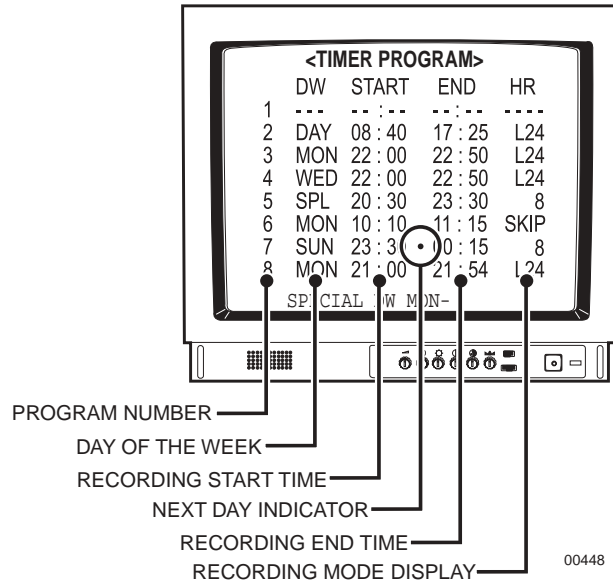 <TIMER PROGRAM>
DW START END HR
1 --- -- : -- -- : -- ----
2 DAY 08 : 40 17 : 25 L24
3 MON 22 : 00 22 : 50 L24
4 WED 22 : 00 22 : 50 L24
5 SPL 20 : 30 23 : 30 8
6 MON 10 : 10 11 : 15 SKIP
7 SUN 23 : 30 • 00 : 15 8
8 MON 21 : 00 21 : 54 L24
SPECIAL DW MON-
PROGRAM NUMBER
DAY OF THE WEEK
RECORDING START TIME
NEXT DAY INDICATOR
RECORDING END TIME
RECORDING MODE DISPLAY
00448